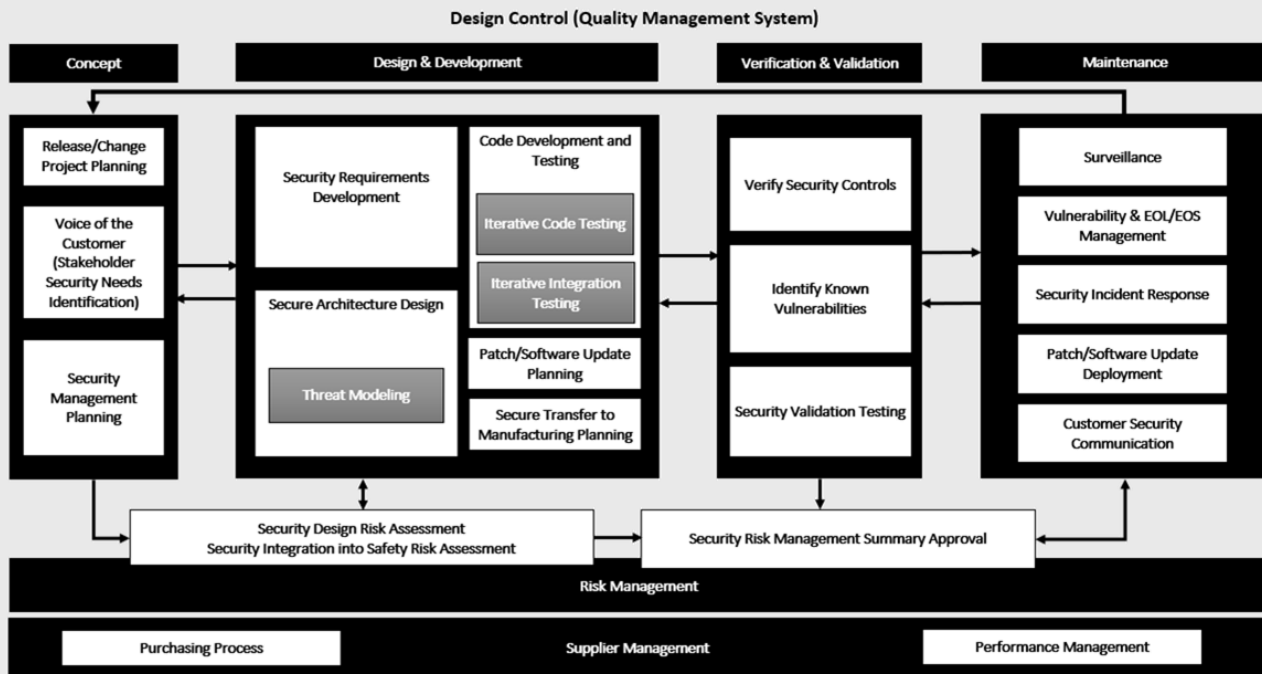 Design Control (Quality Management System)
Concept
Design & Development
Verification & Validation
Maintenance
Release/Change
Project Planning
Voice of the
Customer
(Stakeholder
Security Needs
Identification)
Security
Management
Planning
Security Requirements
Development
Secure Architecture Design
Threat Modeling
Code Development and
Testing
Iterative Code Testing
Iterative Integration
Testing
Patch/Software Update
Planning
Secure Transfer to
Manufacturing Planning
Verify Security Controls
Identify Known
Vulnerabilities
Security Validation Testing
Surveillance
Vulnerability & EOL/EOS
Management
Security Incident Response
Patch/Software Update
Deployment
Customer Security
Communication
Security Design Risk Assessment
Security Integration into Safety Risk Assessment
Security Risk Management Summary Approval
Risk Management
Purchasing Process
Supplier Management
Performance Management